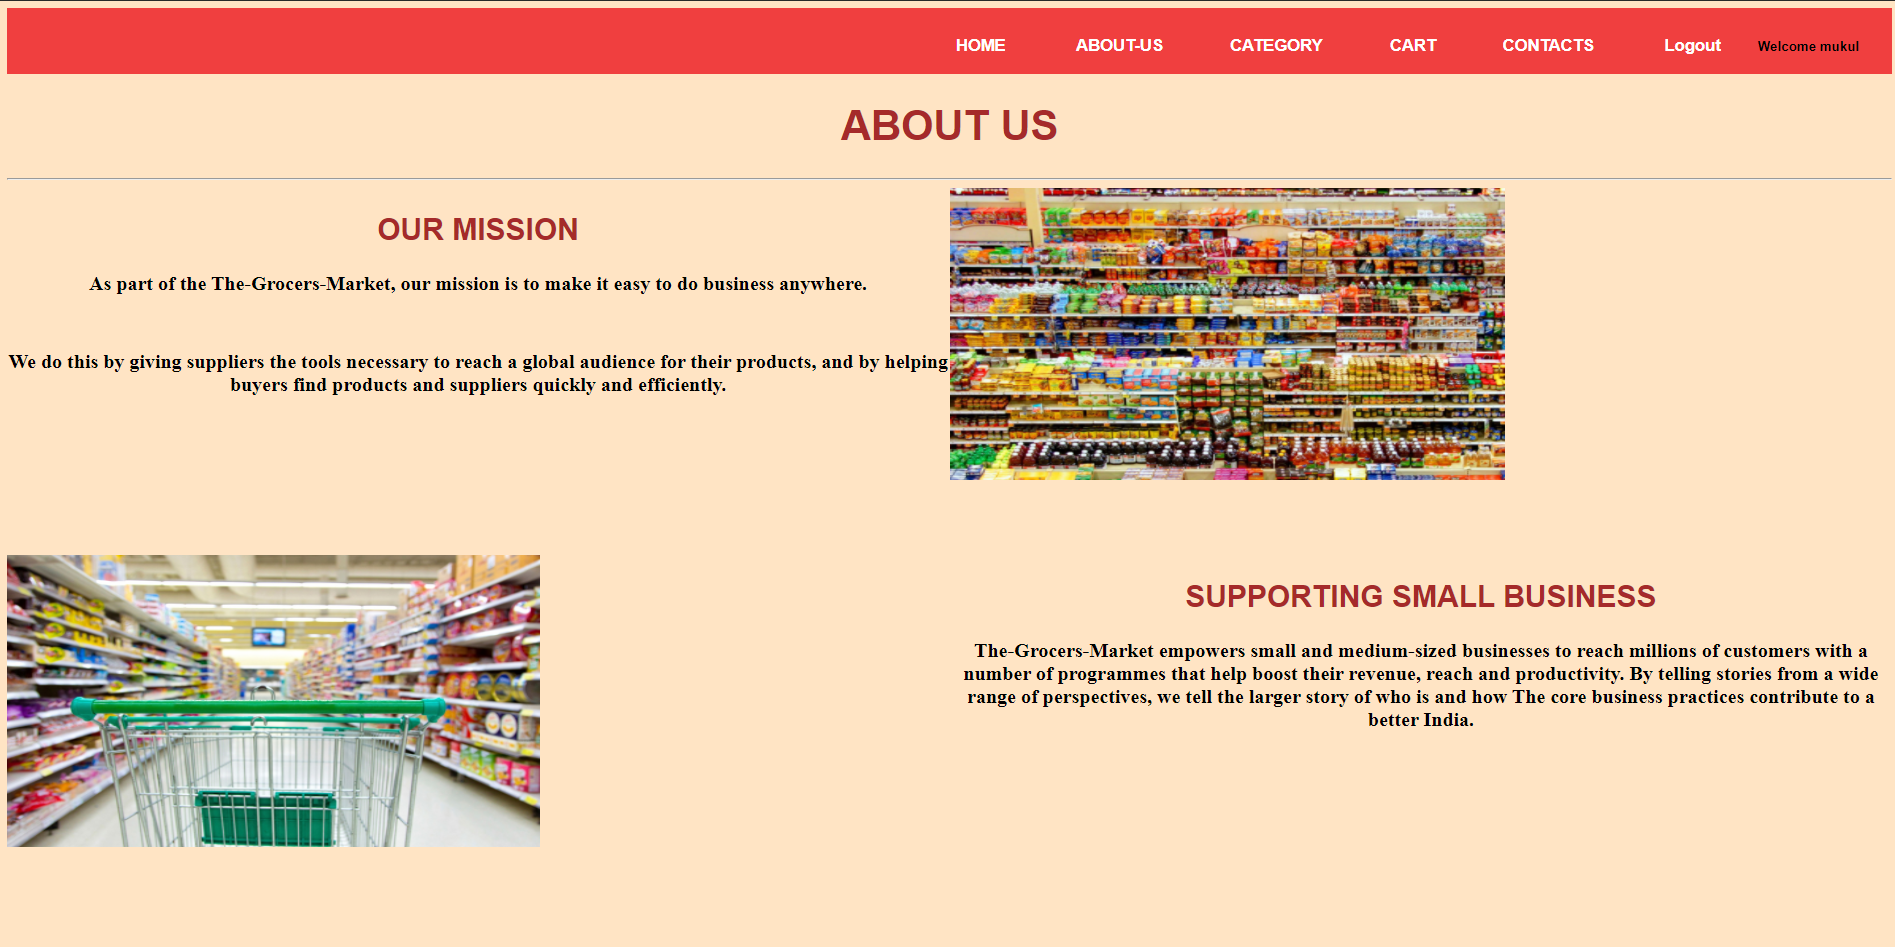 HOME ABOUT-US CATEGORY CART CONTACTS Logout Welcome mukul
ABOUT US
OUR MISSION
As part of the The-Grocers-Market, our mission is to make it easy to do business anywhere.
We do this by giving suppliers the tools necessary to reach a global audience for their products, and by helping
buyers find products and suppliers quickly and efficiently.
SUPPORTING SMALL BUSINESS
The-Grocers-Market empowers small and medium-sized businesses to reach millions of customers with a
number of programmes that help boost their revenue, reach and productivity. By telling stories from a wide
range of perspectives, we tell the larger story of who is and how The core business practices contribute to a
better India.